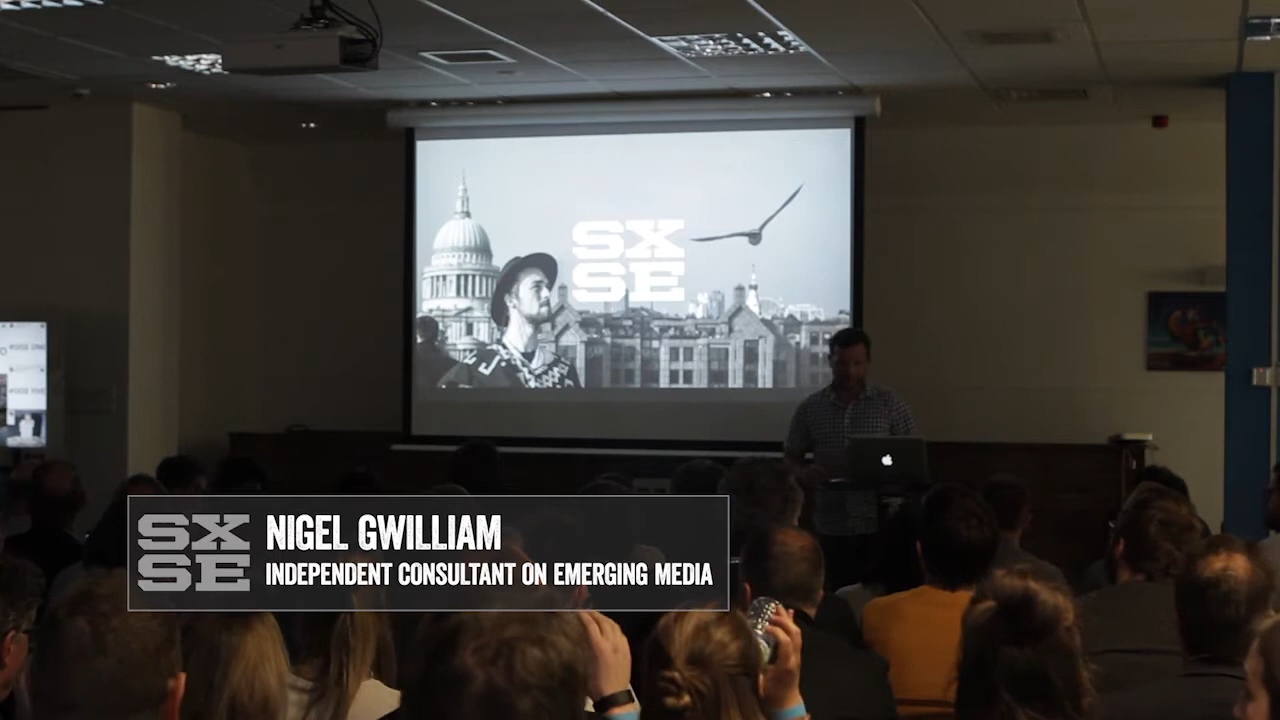 SX
SE
SX
SE
NIGEL GWILLIAM
INDEPENDENT CONSULTANT ON EMERGING MEDIA